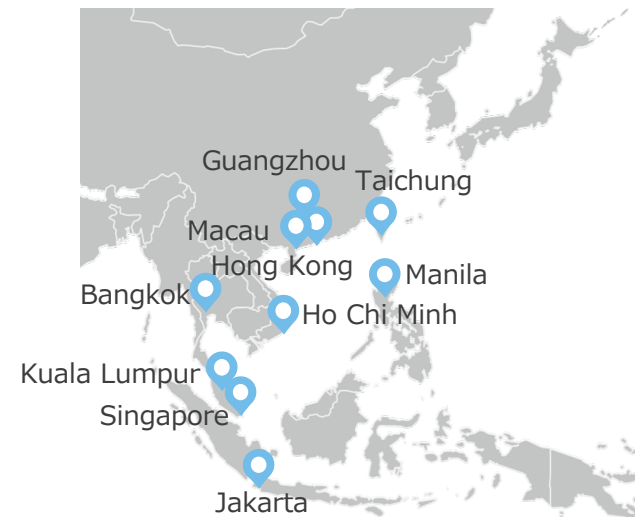 Guangzhou
Taichung
Macau
Hong Kong
Manila
Bangkok
Ho Chi Minh
Kuala Lumpur
Singapore
Jakarta